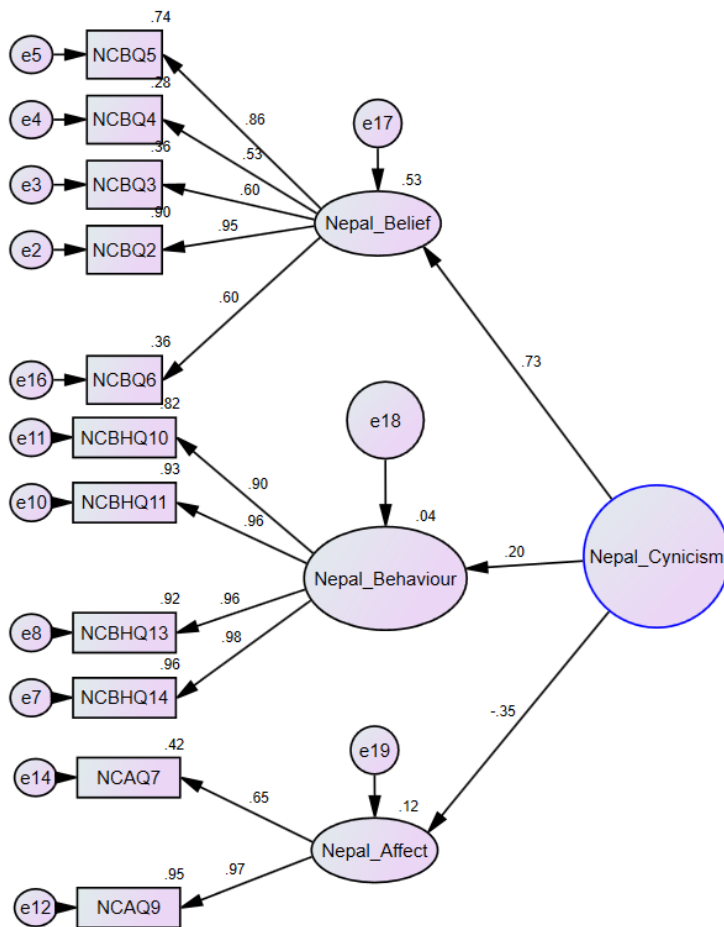 .74
e5 NCBQ5
.28
e4 NCBQ4
.86
e17
.36
.53
e3 NCBQ3
.60
.53
.90
Nepal_Belief
e2 NCBQ2
.95
.60
.36
.73
e16 NCBQ6
.82
e11 NCBHQ10
e18
.93
.90
e10 NCBHQ11
.96
.04
.20
Nepal_Cynicism
Nepal_Behaviour
.92
.96
e8 NCBHQ13
.98
.96
e7 NCBHQ14
-.35
.42
e19
e14 NCAQ7
.65
.12
Nepal_Affect
.95
.97
e12 NCAQ9